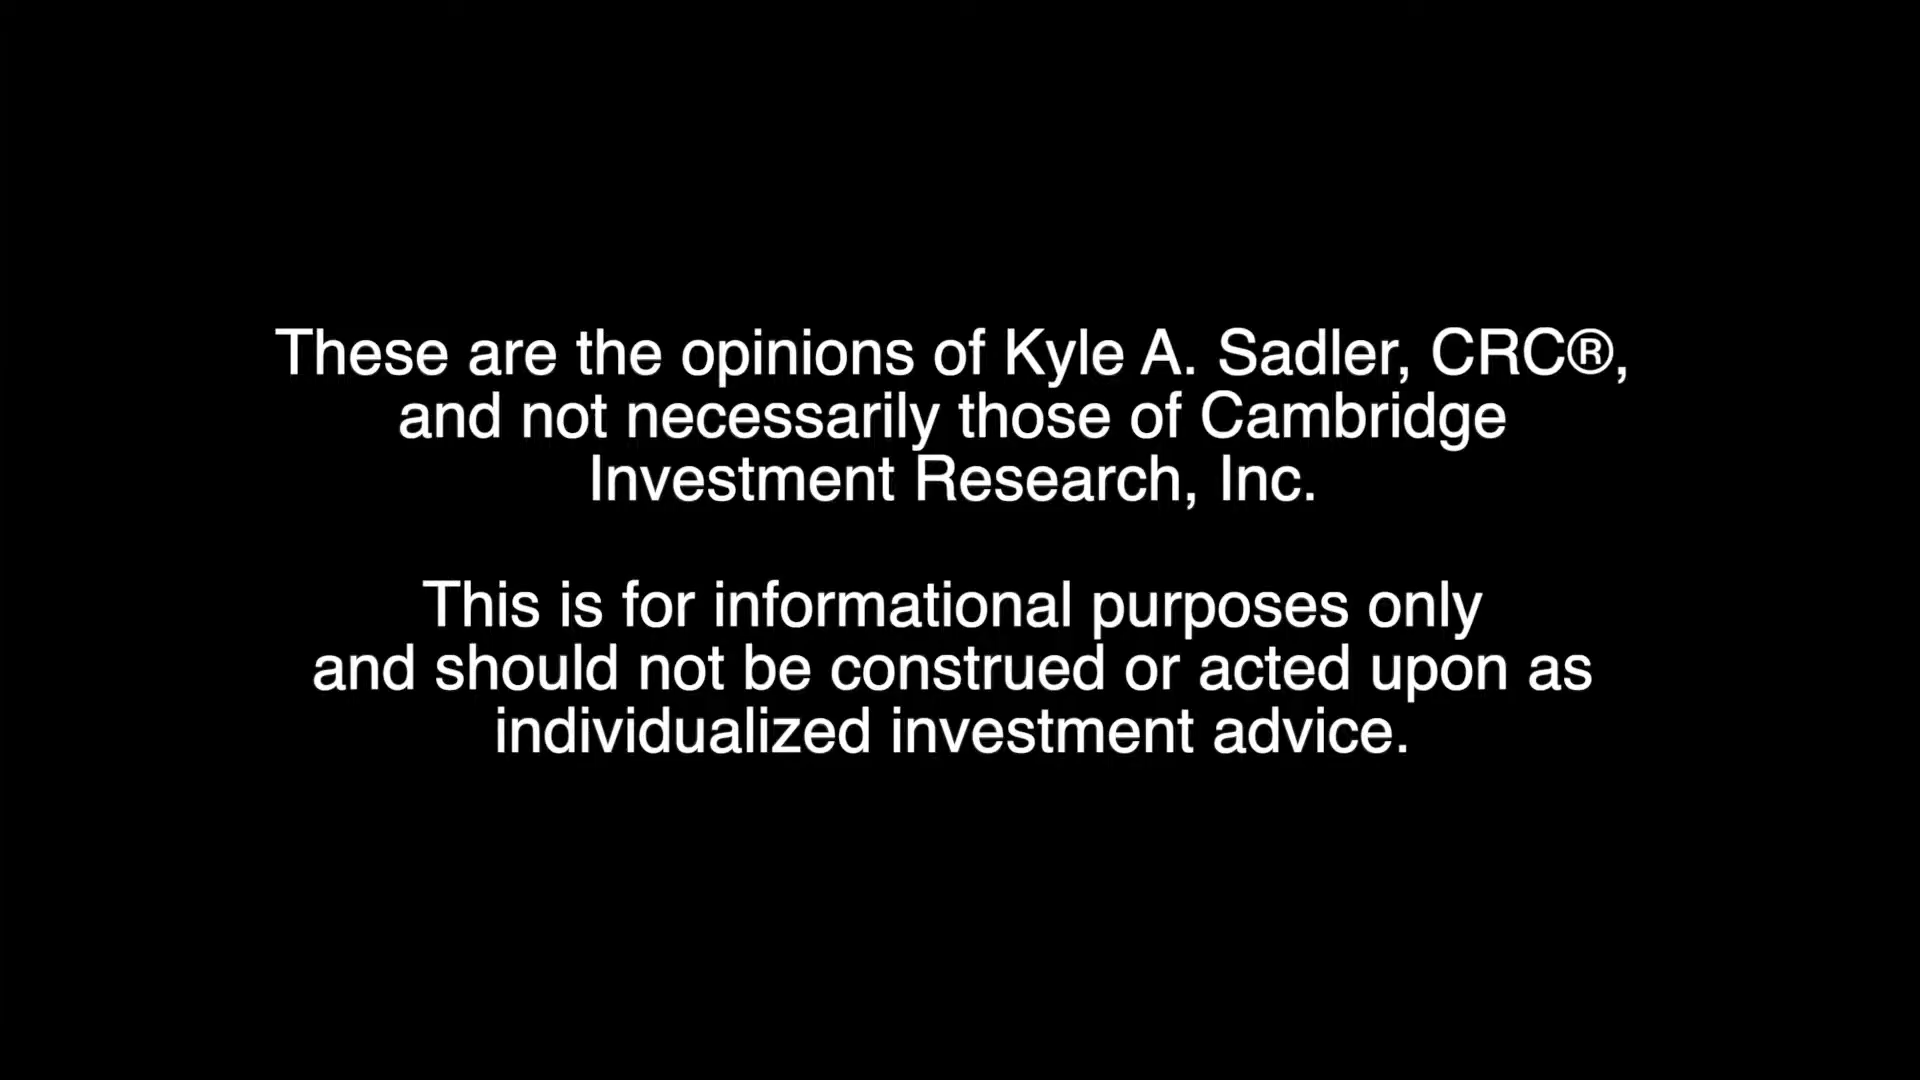 These are the opinions of Kyle A. Sadler, CRC®,
and not necessarily those of Cambridge
Investment Research, Inc.
This is for informational purposes only
and should not be construed or acted upon as
individualized investment advice.